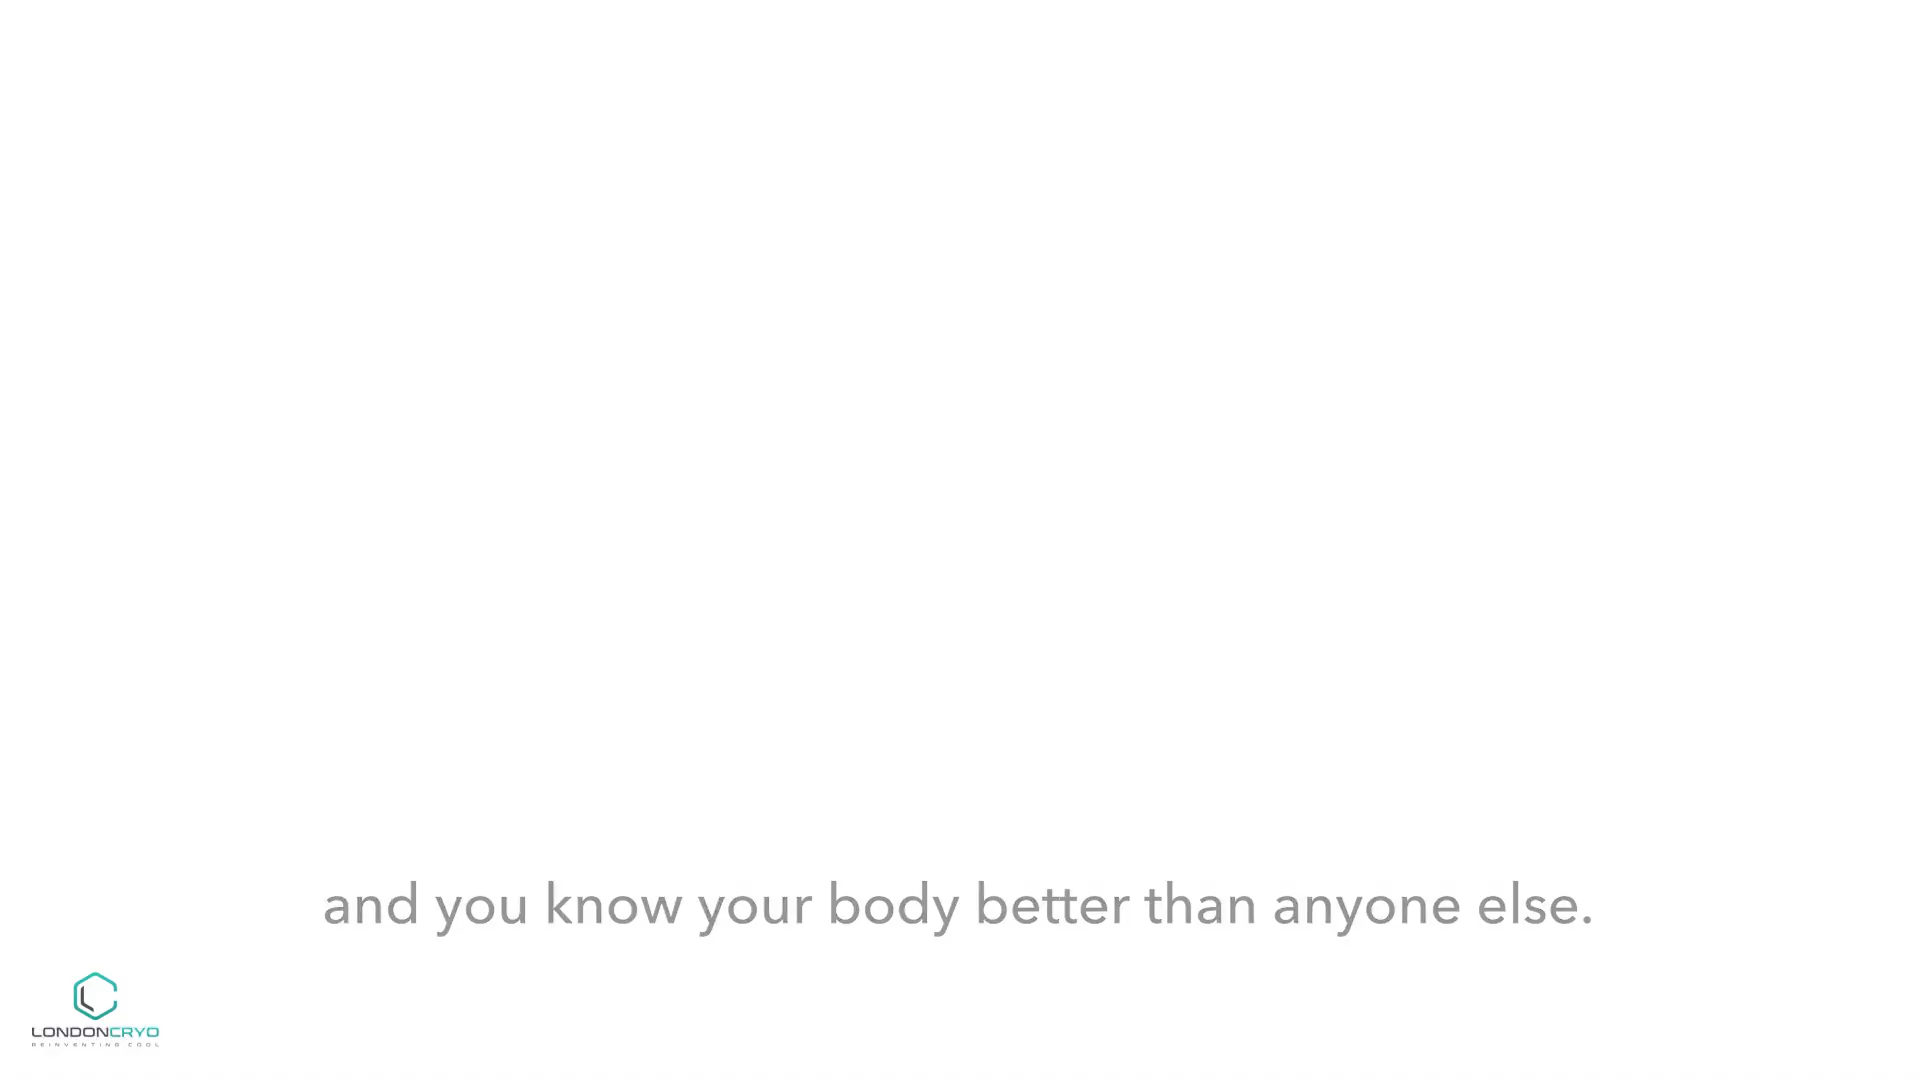 and you know your body better than anyone else.
LONDONCRYO
REINVENTING COOL